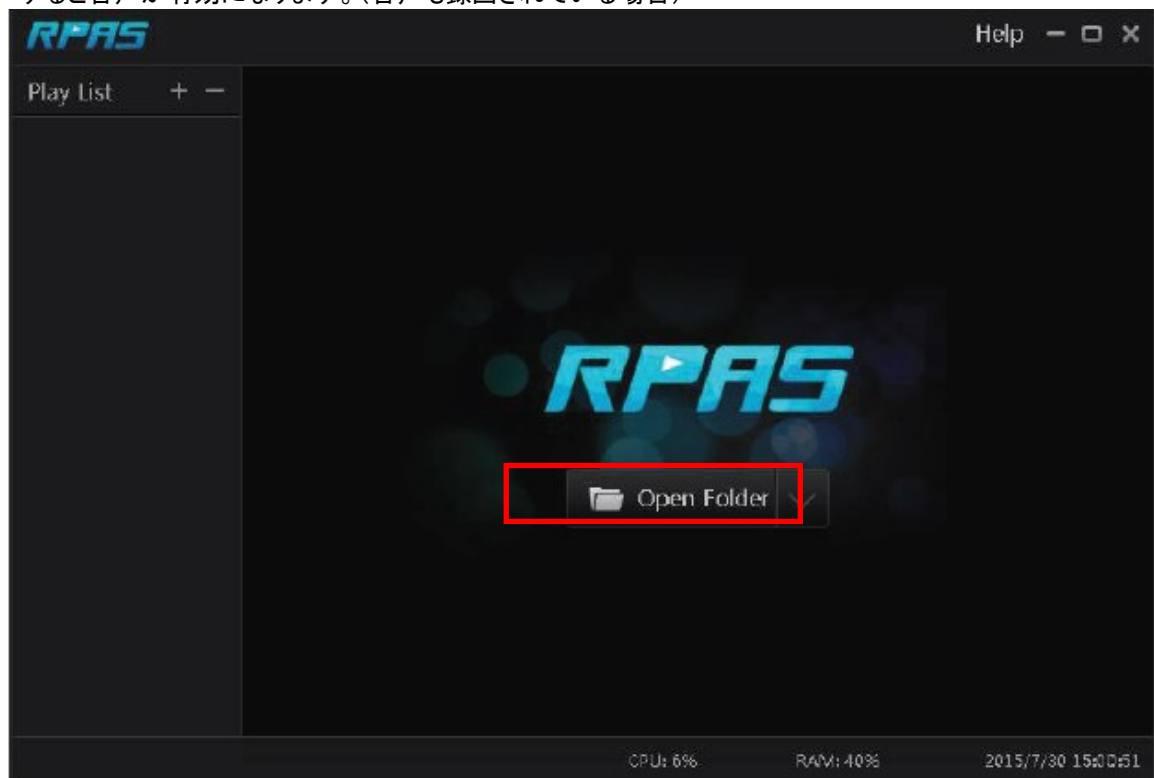 RPAS
Help
Play List + −
RPAS
Open Folder
CPU: 6% RAM: 40% 2015/7/30 15:00:51